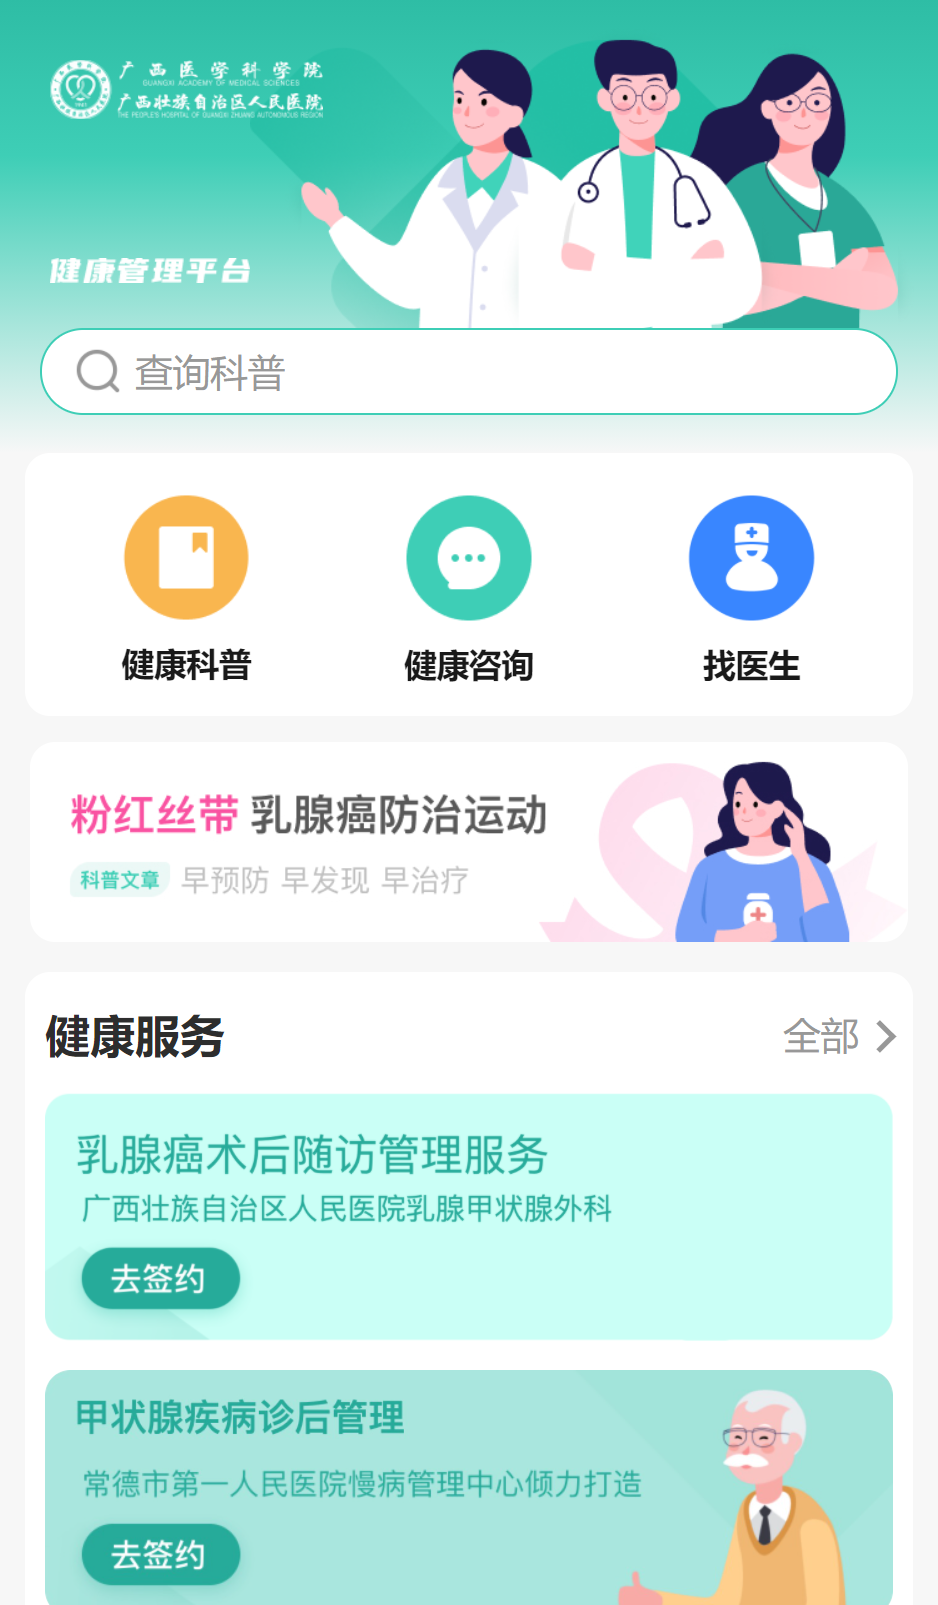 广西医学科学院
GUANGXI ACADEMY OF MEDICAL SCIENCES
广西壮族自治区人民医院
THE PEOPLE'S HOSPITAL OF GUANGXI ZHUANG AUTONOMOUS REGION
健康管理平台
查询科普
健康科普 健康咨询 找医生
粉红丝带 乳腺癌防治运动
科普文章 早预防 早发现 早治疗
健康服务 全部
乳腺癌术后随访管理服务
广西壮族自治区人民医院乳腺甲状腺外科
去签约
甲状腺疾病诊后管理
常德市第一人民医院慢病管理中心倾力打造
去签约